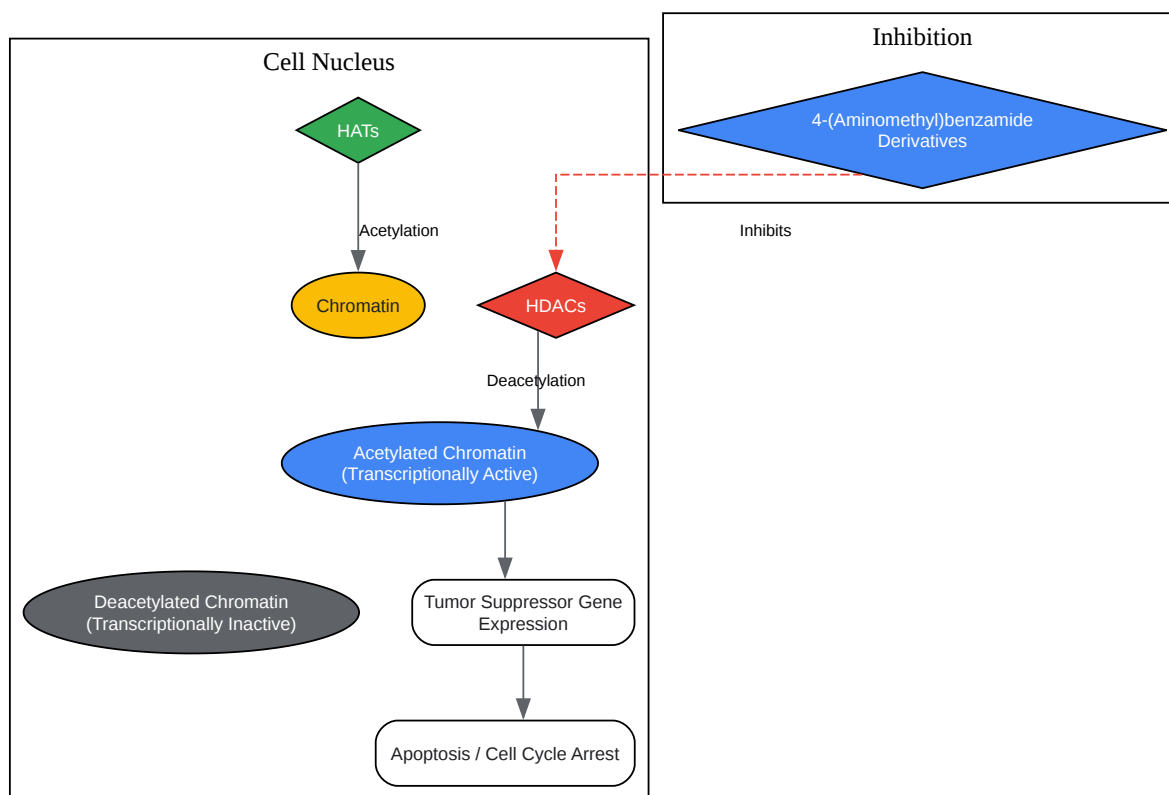 Inhibition
Cell Nucleus
4-(Aminomethyl)benzamide
Derivatives
HATs
Acetylation
Inhibits
Chromatin
HDACs
Deacetylation
Acetylated Chromatin
(Transcriptionally Active)
Deacetylated Chromatin
(Transcriptionally Inactive)
Tumor Suppressor Gene
Expression
Apoptosis / Cell Cycle Arrest